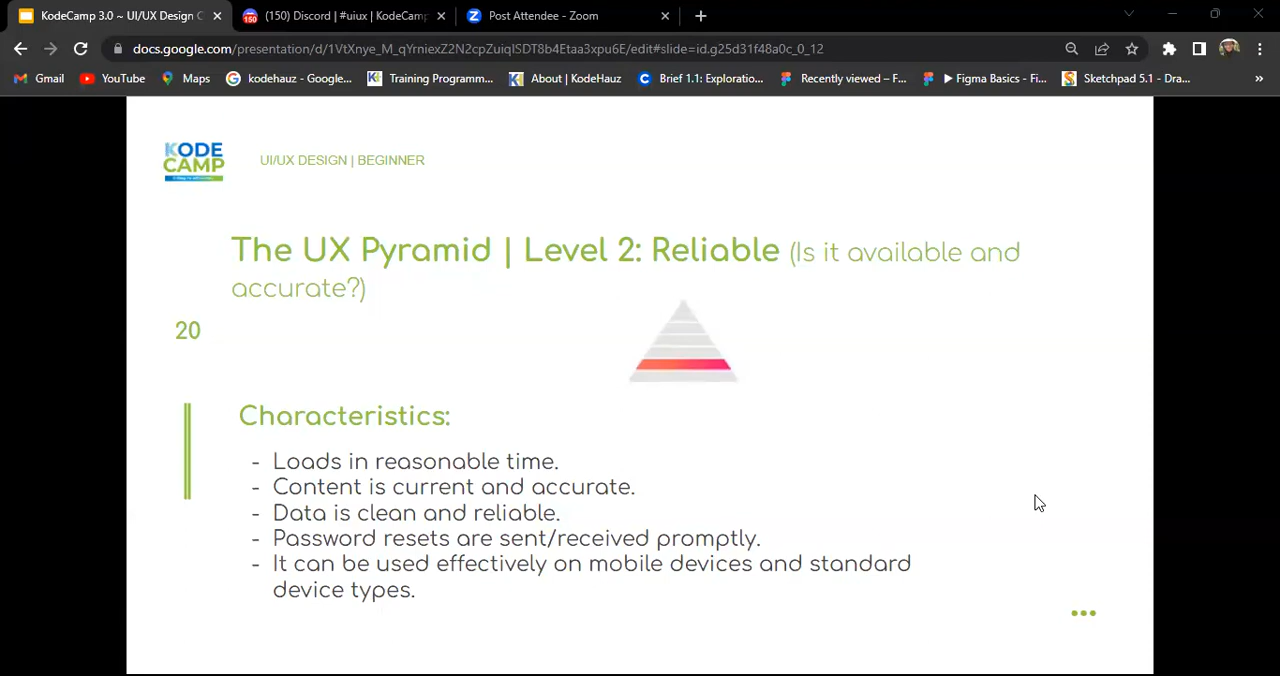 KodeCamp 3.0 ~ UI/UX Design C
(150) Discord | #uiux | KodeCamp
Post Attendee - Zoom
docs.google.com/presentation/d/1VtXnye_M_qYrniexZ2N2cpZuiqISDT8b4Etaa3xpu6E/edit#slide=id.g25d31f48a0c_0_12
Gmail
YouTube
Maps
kodehauz - Google...
Training Programm...
About | KodeHauz
Brief 1.1: Exploratio...
Recently viewed – F...
▶ Figma Basics - Fi...
Sketchpad 5.1 - Dra...
KODE
CAMP
UI/UX DESIGN | BEGINNER
The UX Pyramid | Level 2: Reliable (Is it available and
accurate?)
20
Characteristics:
- Loads in reasonable time.
- Content is current and accurate.
- Data is clean and reliable.
- Password resets are sent/received promptly.
- It can be used effectively on mobile devices and standard
device types.